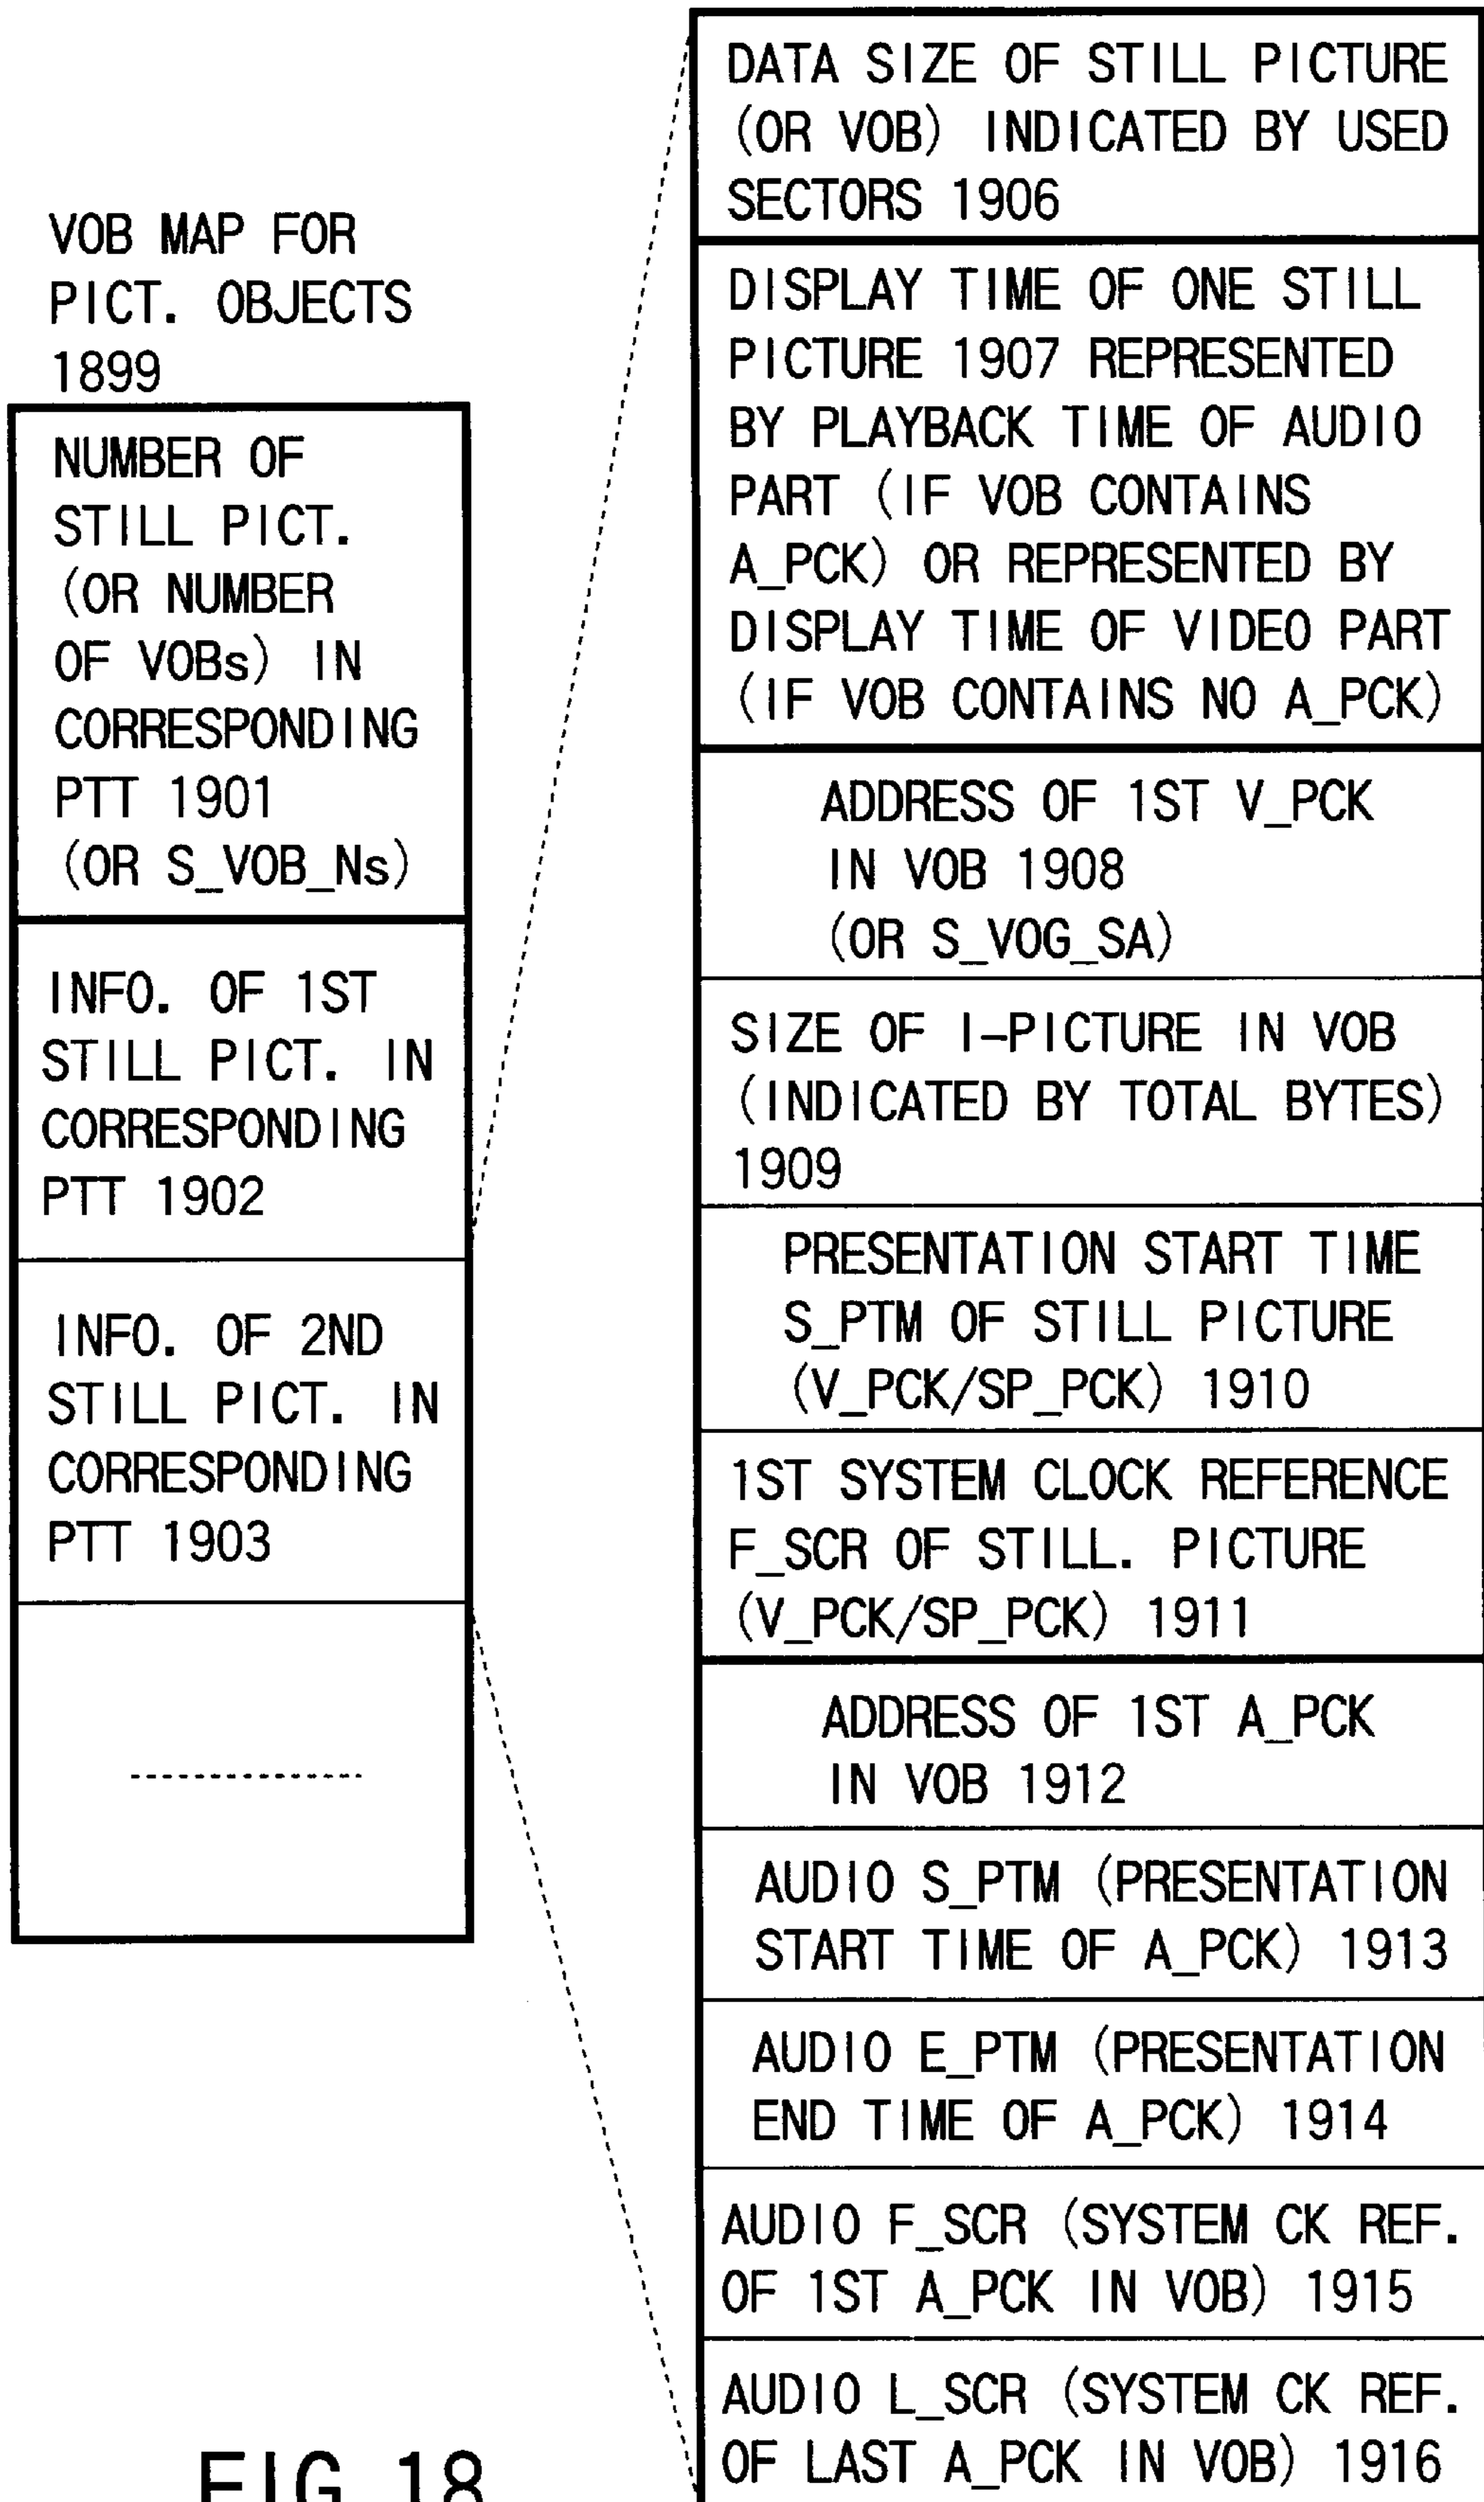 VOB MAP FOR
PICT. OBJECTS
1899
NUMBER OF
STILL PICT.
(OR NUMBER
OF VOBs) IN
CORRESPONDING
PTT 1901
(OR S_VOB_Ns)
INFO. OF 1ST
STILL PICT. IN
CORRESPONDING
PTT 1902
INFO. OF 2ND
STILL PICT. IN
CORRESPONDING
PTT 1903
DATA SIZE OF STILL PICTURE
(OR VOB) INDICATED BY USED
SECTORS 1906
DISPLAY TIME OF ONE STILL
PICTURE 1907 REPRESENTED
BY PLAYBACK TIME OF AUDIO
PART (IF VOB CONTAINS
A_PCK) OR REPRESENTED BY
DISPLAY TIME OF VIDEO PART
(IF VOB CONTAINS NO A_PCK)
ADDRESS OF 1ST V_PCK
IN VOB 1908
(OR S_VOG_SA)
SIZE OF I-PICTURE IN VOB
(INDICATED BY TOTAL BYTES)
1909
PRESENTATION START TIME
S_PTM OF STILL PICTURE
(V_PCK/SP_PCK) 1910
1ST SYSTEM CLOCK REFERENCE
F_SCR OF STILL. PICTURE
(V_PCK/SP_PCK) 1911
ADDRESS OF 1ST A_PCK
IN VOB 1912
AUDIO S_PTM (PRESENTATION
START TIME OF A_PCK) 1913
AUDIO E_PTM (PRESENTATION
END TIME OF A_PCK) 1914
AUDIO F_SCR (SYSTEM CK REF.
OF 1ST A_PCK IN VOB) 1915
AUDIO L_SCR (SYSTEM CK REF.
OF LAST A_PCK IN VOB) 1916
FIG 18